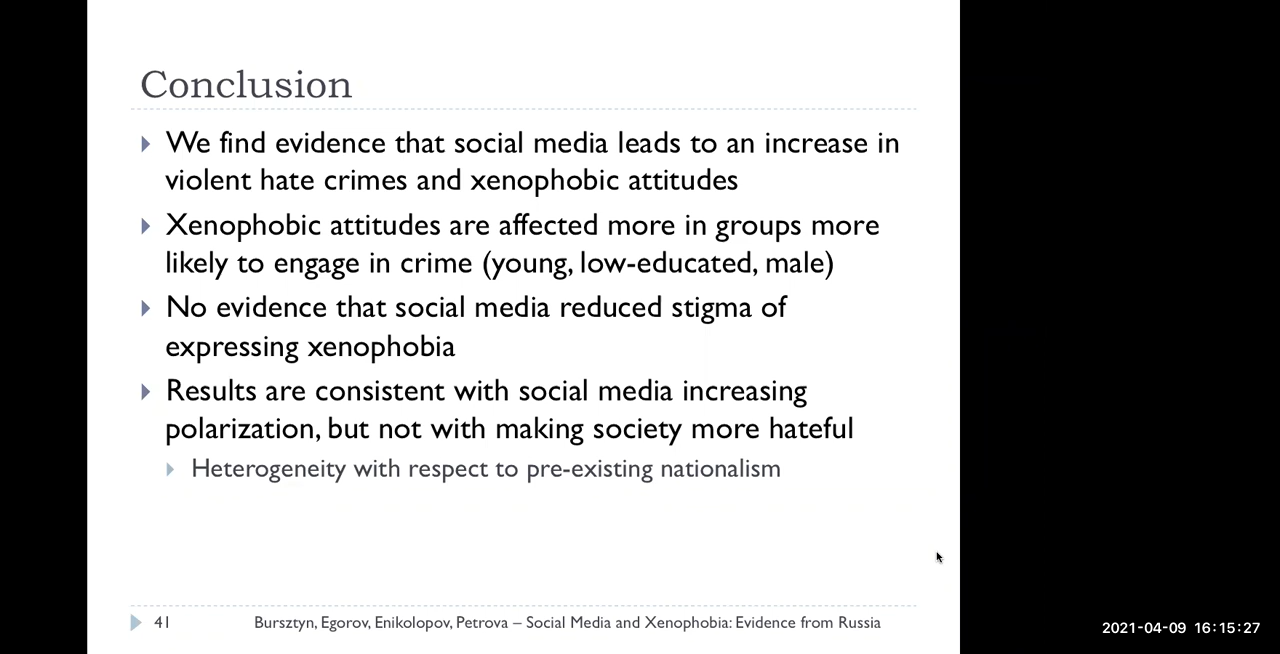 Conclusion
We find evidence that social media leads to an increase in
violent hate crimes and xenophobic attitudes
Xenophobic attitudes are affected more in groups more
likely to engage in crime (young, low-educated, male)
No evidence that social media reduced stigma of
expressing xenophobia
Results are consistent with social media increasing
polarization, but not with making society more hateful
Heterogeneity with respect to pre-existing nationalism
41
Bursztyn, Egorov, Enikolopov, Petrova – Social Media and Xenophobia: Evidence from Russia
2021-04-09 16:15:27